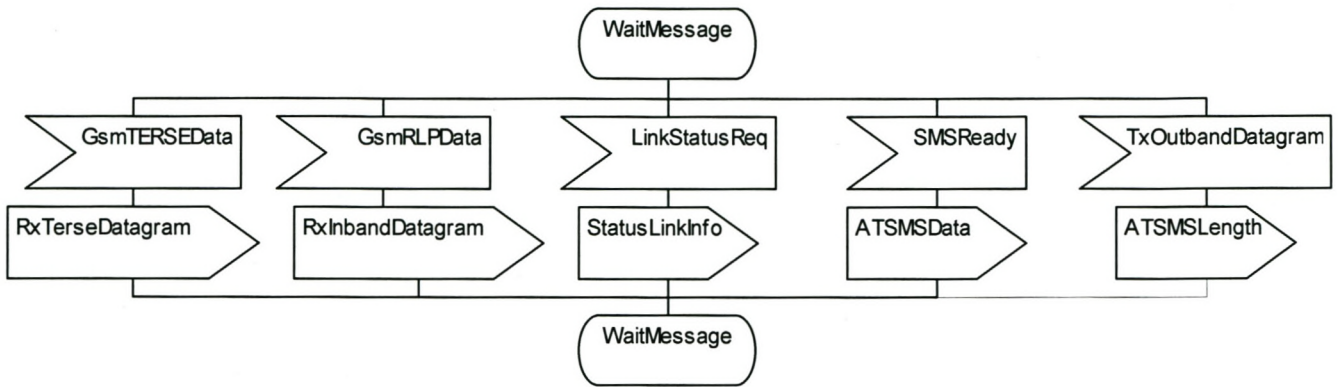 WaitMessage
GsmTERSEData
GsmRLPData
LinkStatusReq
SMSReady
TxOutbandDatagram
RxTerseDatagram
RxInbandDatagram
StatusLinkInfo
ATSMSData
ATSMSLength
WaitMessage